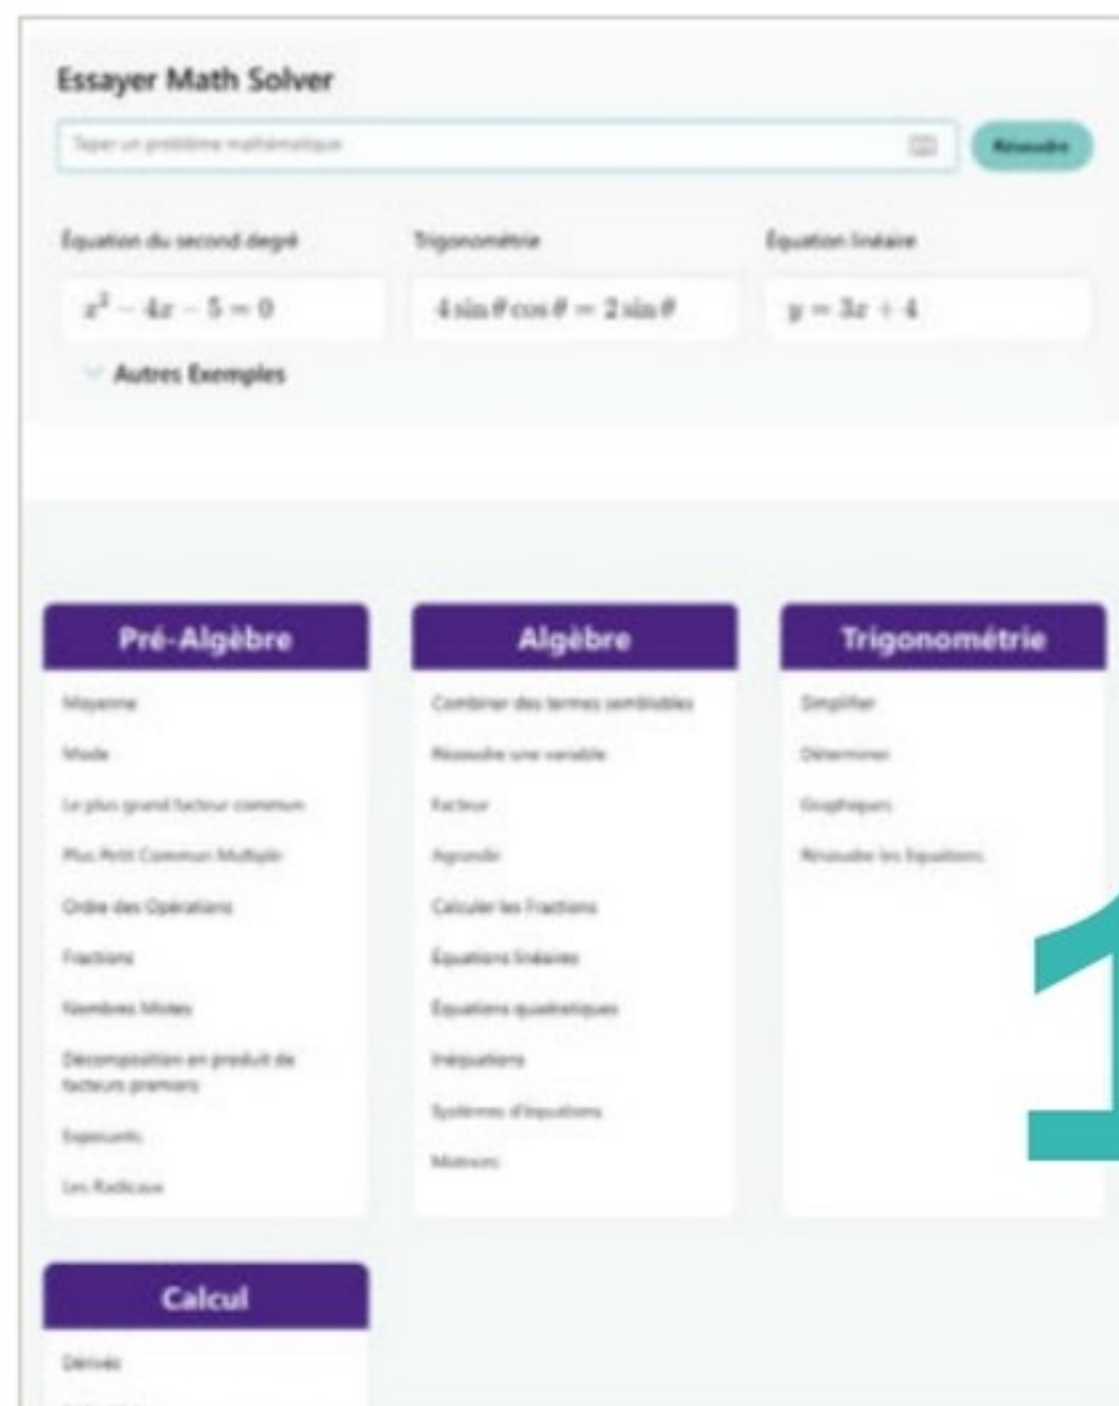 Essayer Math Solver
Taper un problème mathématique
Résoudre
Équation du second degré
Trigonométrie
Équation linéaire
x² − 4x − 5 = 0
4 sin θ cos θ = 2 sin θ
y = 3x + 4
Autres Exemples
Pré-Algèbre
Moyenne
Mode
Le plus grand facteur commun
Plus Petit Commun Multiple
Ordre des Opérations
Fractions
Nombres Mixtes
Décomposition en produit de
facteurs premiers
Exposants
Les Radicaux
Algèbre
Combiner des termes semblables
Résoudre une variable
Facteur
Agrandir
Calculer les Fractions
Équations linéaires
Équations quadratiques
Inéquations
Systèmes d'équations
Matrices
Trigonométrie
Simplifier
Déterminer
Graphiques
Résoudre les Équations
1
Calcul
Dérivés